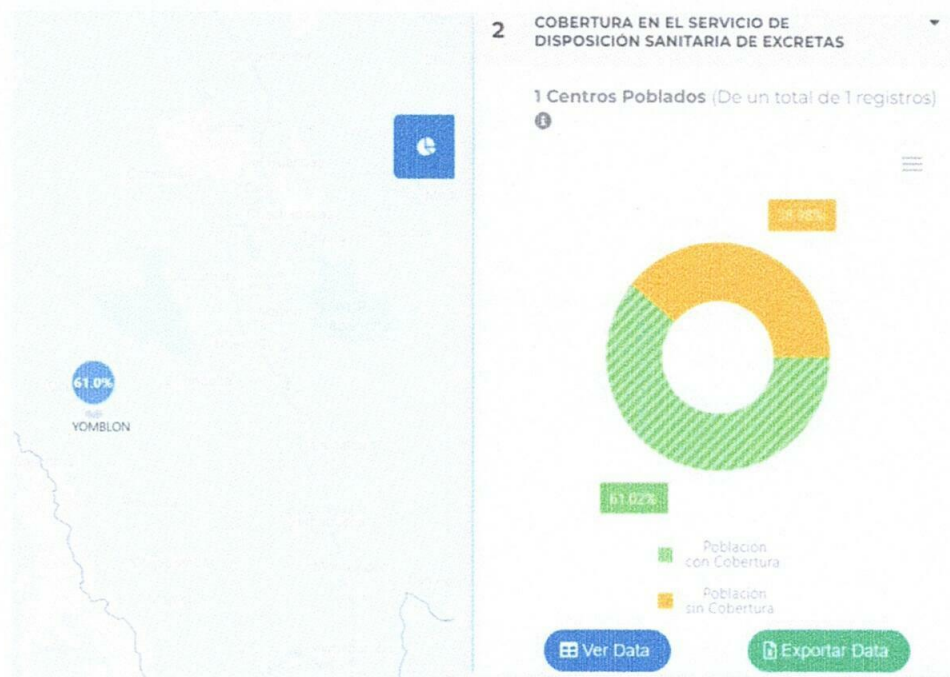 2 COBERTURA EN EL SERVICIO DE
DISPOSICIÓN SANITARIA DE EXCRETAS
1 Centros Poblados (De un total de 1 registros)
38.98%
61.0%
YOMBLON
61.02%
Población
con Cobertura
Población
sin Cobertura
Ver Data
Exportar Data